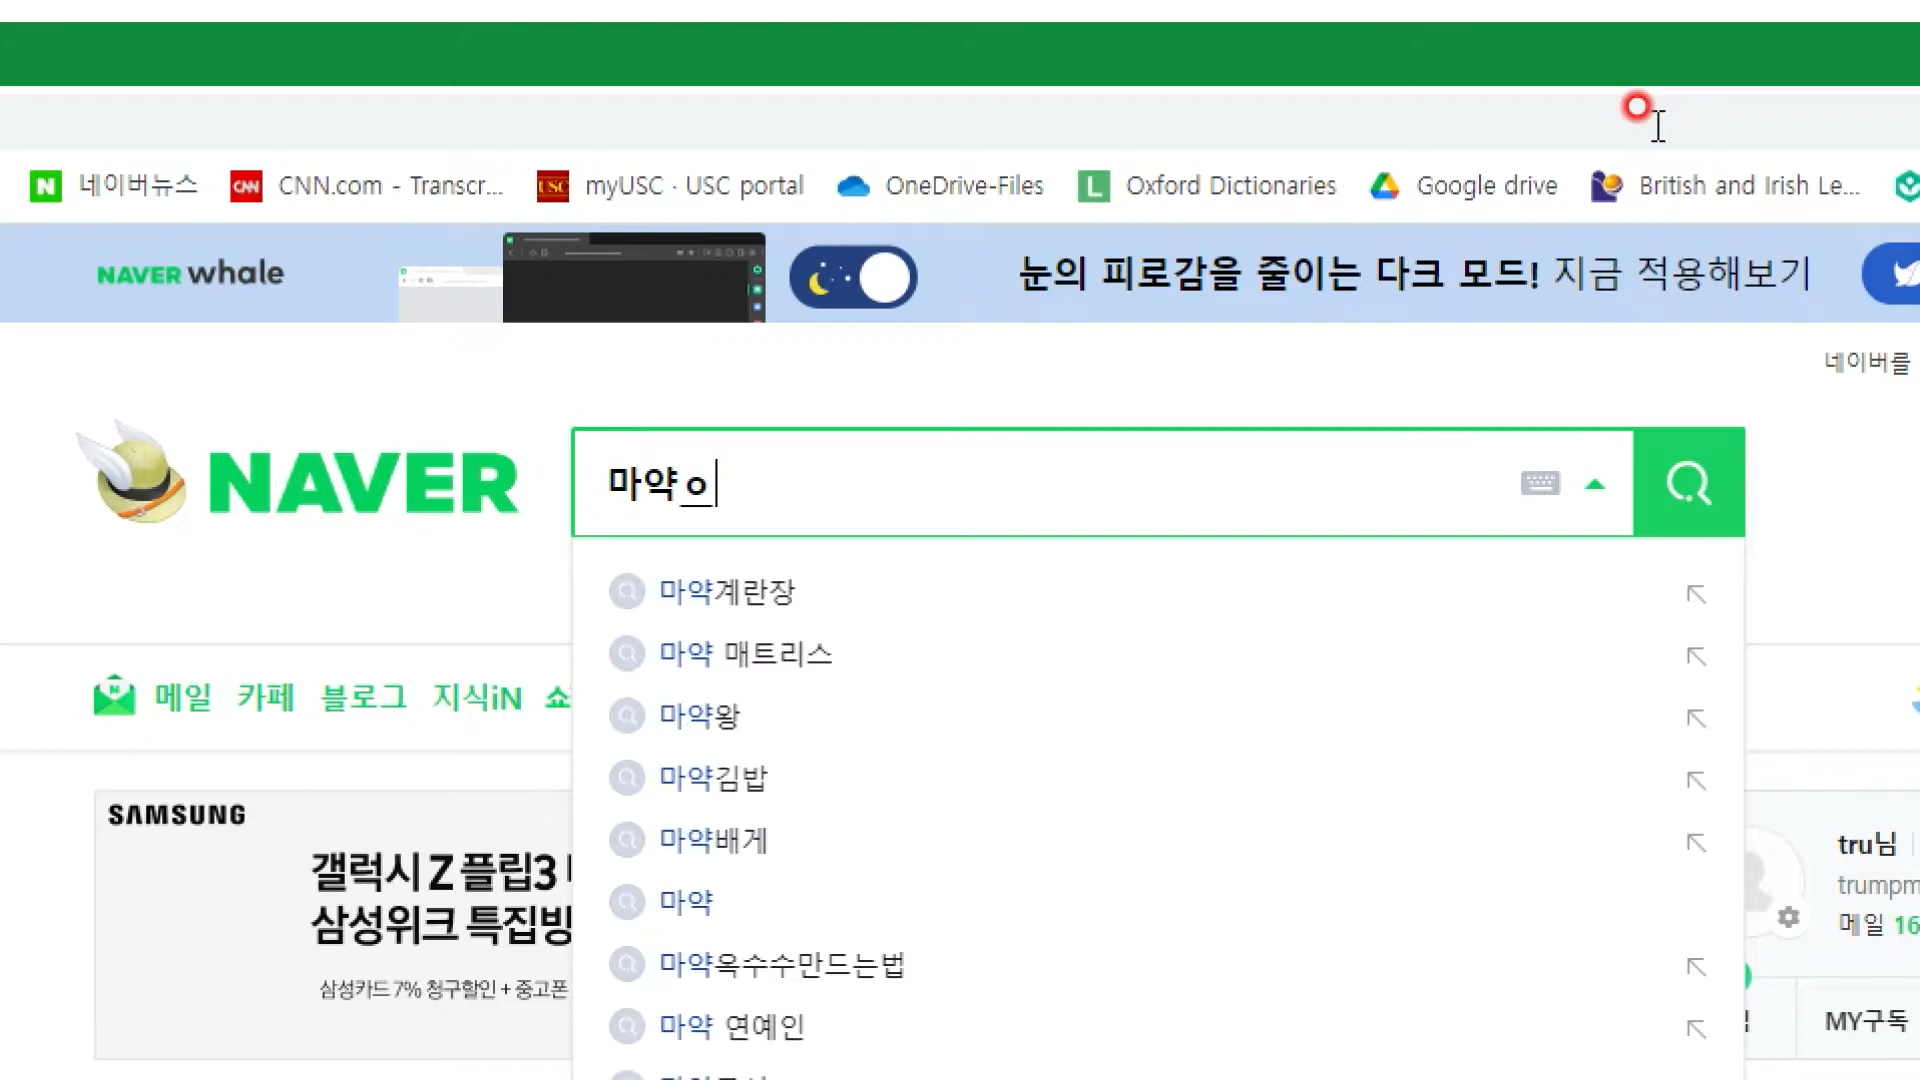 네이버뉴스 CNN.com - Transcr... myUSC · USC portal OneDrive-Files Oxford Dictionaries Google drive British and Irish Le...
NAVER whale 눈의 피로감을 줄이는 다크 모드! 지금 적용해보기
네이버를
NAVER 마약ㅇ
마약계란장
마약 매트리스
마약왕
마약김밥
마약배게
마약
마약옥수수만드는법
마약 연예인
메일 카페 블로그 지식iN 쇼
SAMSUNG
갤럭시 Z 플립3
삼성위크 특집방
삼성카드 7% 청구할인 + 중고폰
tru님
trumpm
메일 16
MY구독